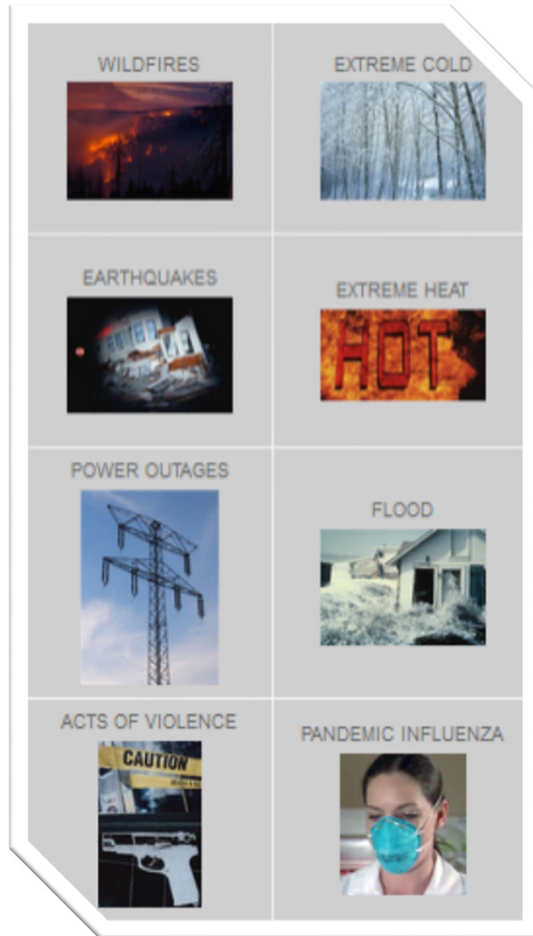 WILDFIRES
EXTREME COLD
EARTHQUAKES
EXTREME HEAT
HOT
POWER OUTAGES
FLOOD
ACTS OF VIOLENCE
CAUTION
PANDEMIC INFLUENZA